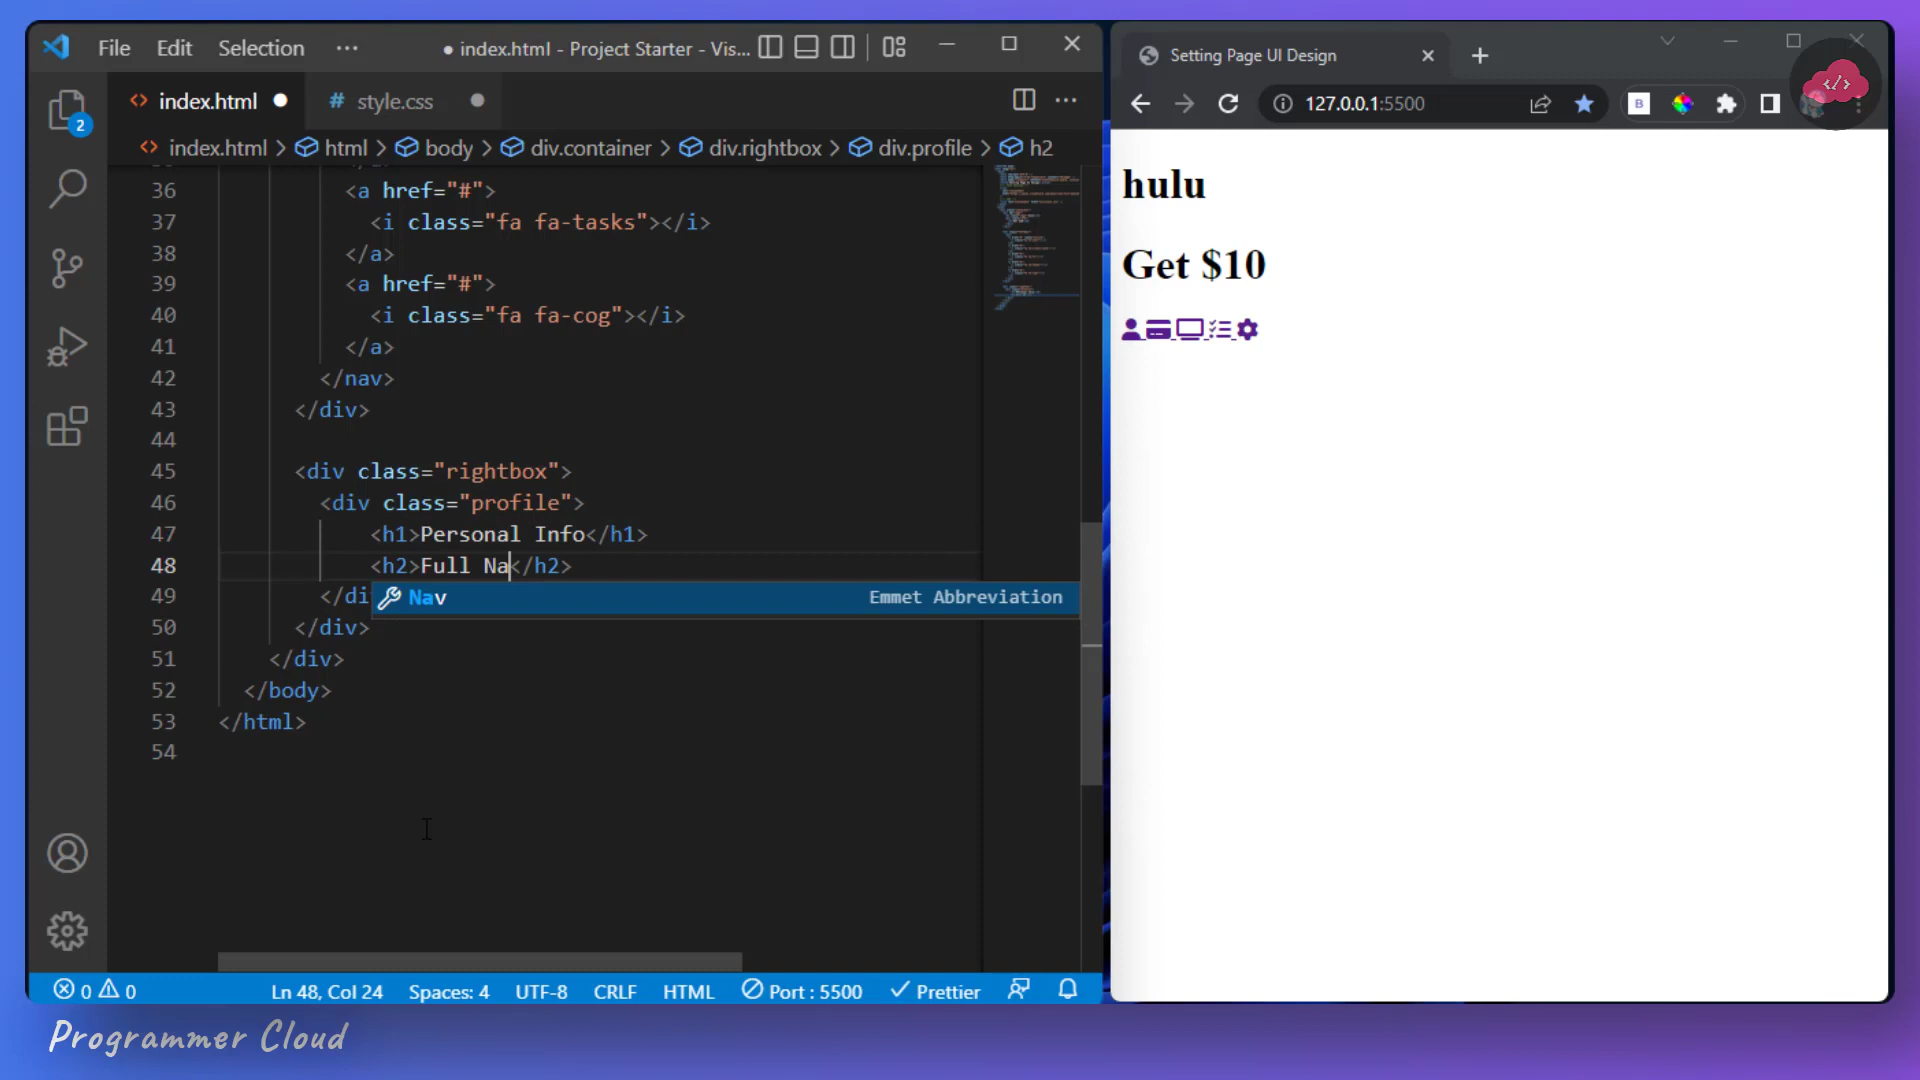 File Edit Selection ···
● index.html - Project Starter - Vis...
index.html
# style.css
index.html > html > body > div.container > div.rightbox > div.profile > h2
36 <a href="#">
37 <i class="fa fa-tasks"></i>
38 </a>
39 <a href="#">
40 <i class="fa fa-cog"></i>
41 </a>
42 </nav>
43 </div>
44
45 <div class="rightbox">
46 <div class="profile">
47 <h1>Personal Info</h1>
48 <h2>Full Na</h2>
49 </di
Nav Emmet Abbreviation
50 </div>
51 </div>
52 </body>
53 </html>
54
2
0 0 Ln 48, Col 24 Spaces: 4 UTF-8 CRLF HTML Port : 5500 Prettier
Setting Page UI Design
127.0.0.1:5500
B
</>
hulu
Get $10
Programmer Cloud